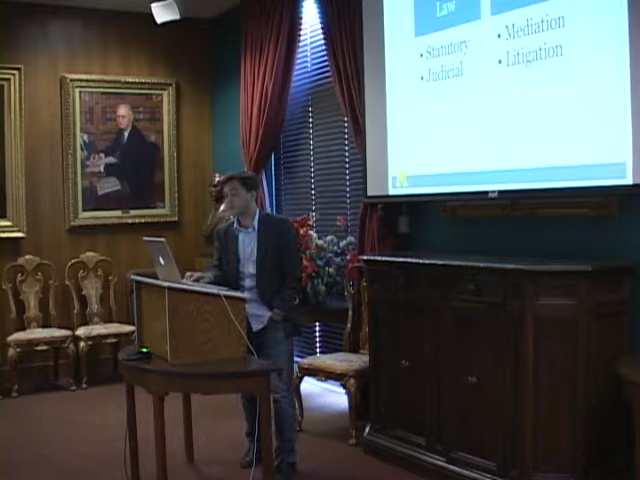 Law
• Statutory
• Judicial
• Mediation
• Litigation